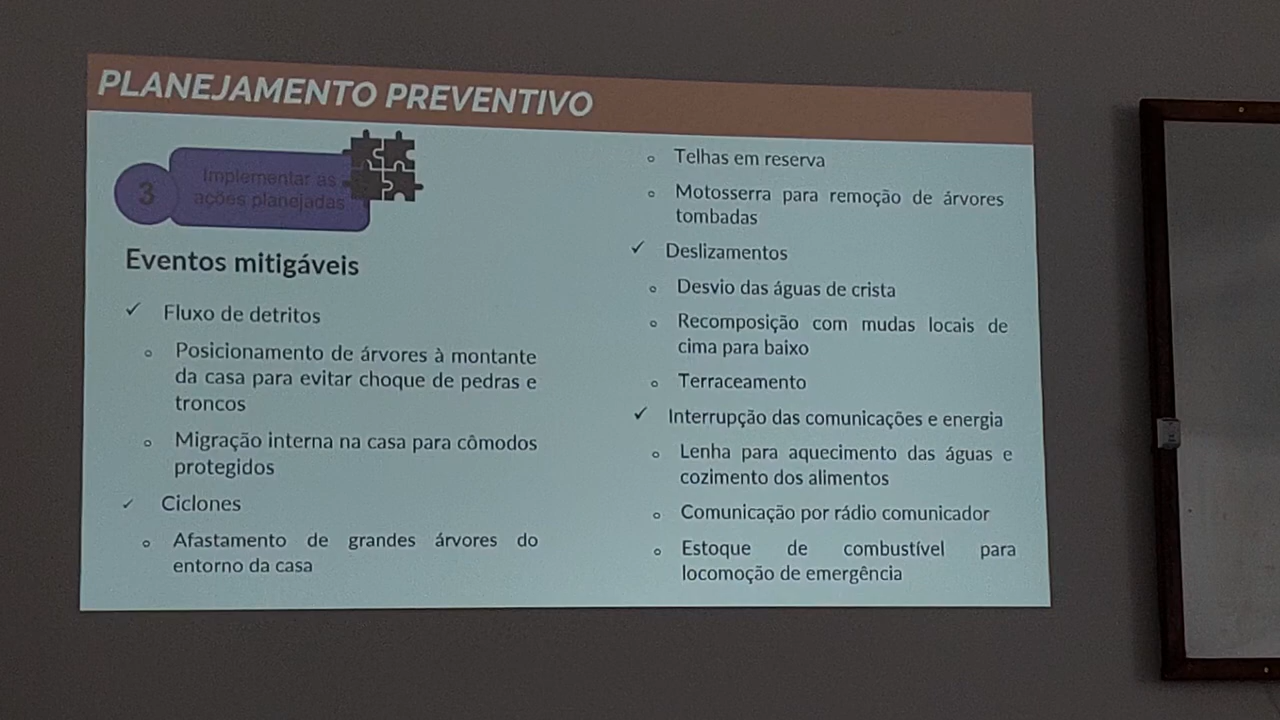 PLANEJAMENTO PREVENTIVO
3
Implementar as
ações planejadas
Eventos mitigáveis
✓ Fluxo de detritos
o Posicionamento de árvores à montante
da casa para evitar choque de pedras e
troncos
o Migração interna na casa para cômodos
protegidos
✓ Ciclones
o Afastamento de grandes árvores do
entorno da casa
o Telhas em reserva
o Motosserra para remoção de árvores
tombadas
✓ Deslizamentos
o Desvio das águas de crista
o Recomposição com mudas locais de
cima para baixo
o Terraceamento
✓ Interrupção das comunicações e energia
o Lenha para aquecimento das águas e
cozimento dos alimentos
o Comunicação por rádio comunicador
o Estoque de combustível para
locomoção de emergência